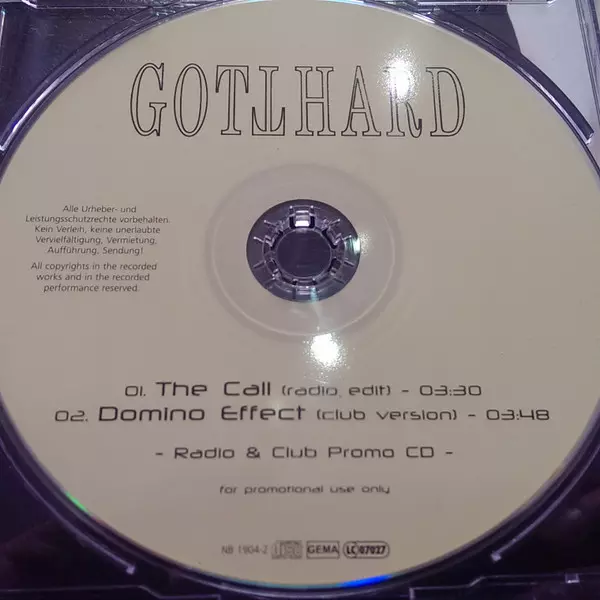 GOTTHARD
Alle Urheber- und
Leistungsschutzrechte vorbehalten.
Kein Verleih, keine unerlaubte
Vervielfältigung, Vermietung,
Aufführung, Sendung!
All copyrights in the recorded
works and in the recorded
performance reserved.
01. The Call (radio edit) - 03:30
02. Domino Effect (club version) - 03:48
- Radio & Club Promo CD -
for promotional use only
NB 1904-2 GEMA LC 07027